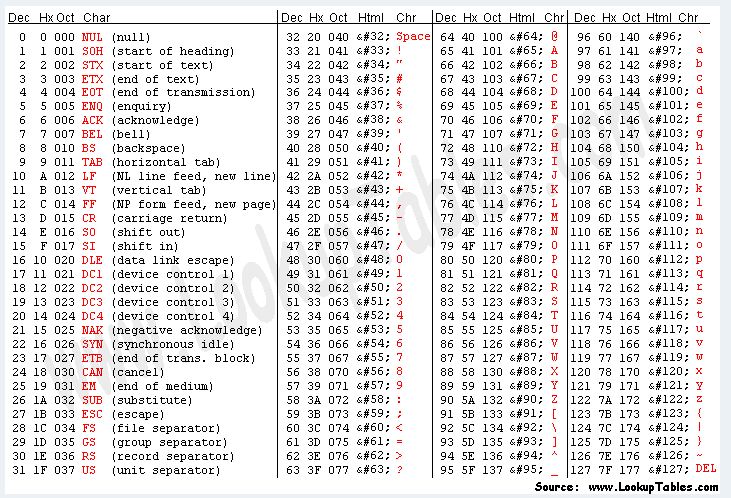 Dec Hx Oct Char Dec Hx Oct Html Chr Dec Hx Oct Html Chr Dec Hx Oct Html Chr
0 0 000 NUL (null) 32 20 040 &#32; Space 64 40 100 &#64; @ 96 60 140 &#96; `
1 1 001 SOH (start of heading) 33 21 041 &#33; ! 65 41 101 &#65; A 97 61 141 &#97; a
2 2 002 STX (start of text) 34 22 042 &#34; " 66 42 102 &#66; B 98 62 142 &#98; b
3 3 003 ETX (end of text) 35 23 043 &#35; # 67 43 103 &#67; C 99 63 143 &#99; c
4 4 004 EOT (end of transmission) 36 24 044 &#36; $ 68 44 104 &#68; D 100 64 144 &#100; d
5 5 005 ENQ (enquiry) 37 25 045 &#37; % 69 45 105 &#69; E 101 65 145 &#101; e
6 6 006 ACK (acknowledge) 38 26 046 &#38; & 70 46 106 &#70; F 102 66 146 &#102; f
7 7 007 BEL (bell) 39 27 047 &#39; ' 71 47 107 &#71; G 103 67 147 &#103; g
8 8 010 BS (backspace) 40 28 050 &#40; ( 72 48 110 &#72; H 104 68 150 &#104; h
9 9 011 TAB (horizontal tab) 41 29 051 &#41; ) 73 49 111 &#73; I 105 69 151 &#105; i
10 A 012 LF (NL line feed, new line) 42 2A 052 &#42; * 74 4A 112 &#74; J 106 6A 152 &#106; j
11 B 013 VT (vertical tab) 43 2B 053 &#43; + 75 4B 113 &#75; K 107 6B 153 &#107; k
12 C 014 FF (NP form feed, new page) 44 2C 054 &#44; , 76 4C 114 &#76; L 108 6C 154 &#108; l
13 D 015 CR (carriage return) 45 2D 055 &#45; - 77 4D 115 &#77; M 109 6D 155 &#109; m
14 E 016 SO (shift out) 46 2E 056 &#46; . 78 4E 116 &#78; N 110 6E 156 &#110; n
15 F 017 SI (shift in) 47 2F 057 &#47; / 79 4F 117 &#79; O 111 6F 157 &#111; o
16 10 020 DLE (data link escape) 48 30 060 &#48; 0 80 50 120 &#80; P 112 70 160 &#112; p
17 11 021 DC1 (device control 1) 49 31 061 &#49; 1 81 51 121 &#81; Q 113 71 161 &#113; q
18 12 022 DC2 (device control 2) 50 32 062 &#50; 2 82 52 122 &#82; R 114 72 162 &#114; r
19 13 023 DC3 (device control 3) 51 33 063 &#51; 3 83 53 123 &#83; S 115 73 163 &#115; s
20 14 024 DC4 (device control 4) 52 34 064 &#52; 4 84 54 124 &#84; T 116 74 164 &#116; t
21 15 025 NAK (negative acknowledge) 53 35 065 &#53; 5 85 55 125 &#85; U 117 75 165 &#117; u
22 16 026 SYN (synchronous idle) 54 36 066 &#54; 6 86 56 126 &#86; V 118 76 166 &#118; v
23 17 027 ETB (end of trans. block) 55 37 067 &#55; 7 87 57 127 &#87; W 119 77 167 &#119; w
24 18 030 CAN (cancel) 56 38 070 &#56; 8 88 58 130 &#88; X 120 78 170 &#120; x
25 19 031 EM (end of medium) 57 39 071 &#57; 9 89 59 131 &#89; Y 121 79 171 &#121; y
26 1A 032 SUB (substitute) 58 3A 072 &#58; : 90 5A 132 &#90; Z 122 7A 172 &#122; z
27 1B 033 ESC (escape) 59 3B 073 &#59; ; 91 5B 133 &#91; [ 123 7B 173 &#123; {
28 1C 034 FS (file separator) 60 3C 074 &#60; < 92 5C 134 &#92; \ 124 7C 174 &#124; |
29 1D 035 GS (group separator) 61 3D 075 &#61; = 93 5D 135 &#93; ] 125 7D 175 &#125; }
30 1E 036 RS (record separator) 62 3E 076 &#62; > 94 5E 136 &#94; ^ 126 7E 176 &#126; ~
31 1F 037 US (unit separator) 63 3F 077 &#63; ? 95 5F 137 &#95; _ 127 7F 177 &#127; DEL
Source: www.LookupTables.com
www.LookupTables.com